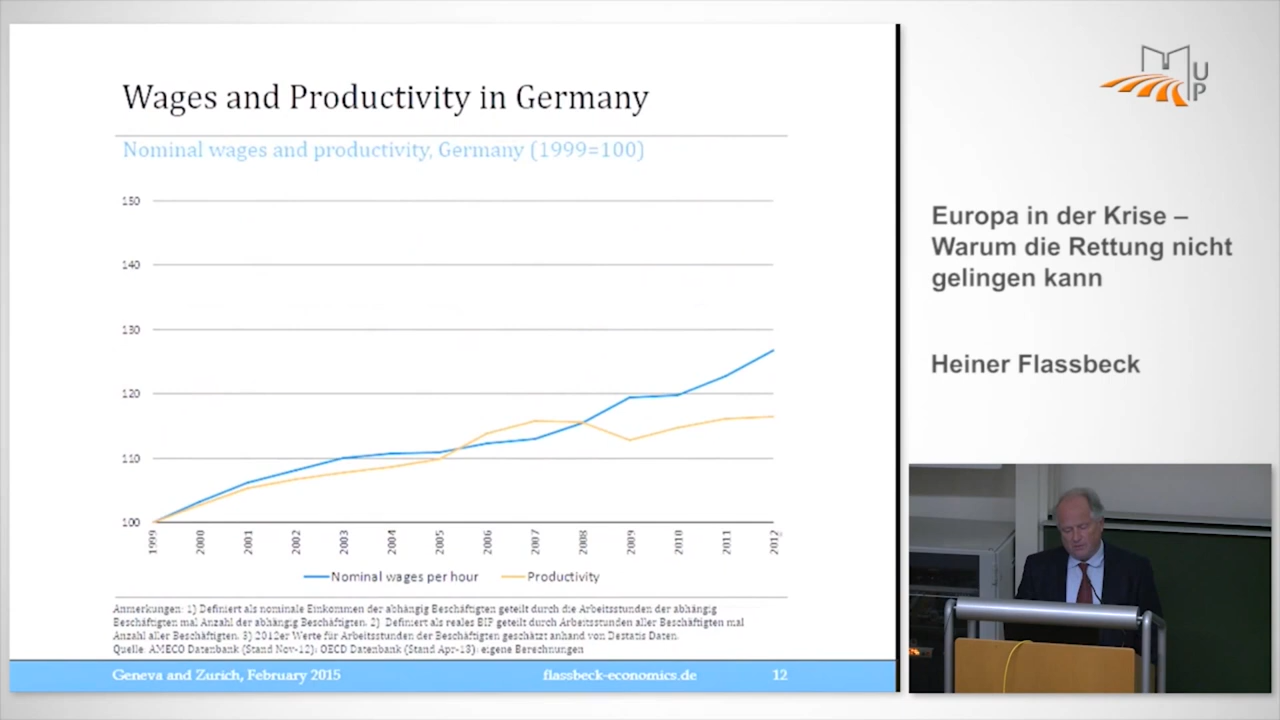 Wages and Productivity in Germany
Nominal wages and productivity, Germany (1999=100)
150
140
130
120
110
100
1999
2000
2001
2002
2003
2004
2005
2006
2007
2008
2009
2010
2011
2012
Nominal wages per hour
Productivity
Anmerkungen: 1) Definiert als nominale Einkommen der abhängig Beschäftigten geteilt durch die Arbeitsstunden der abhängig
Beschäftigten mal Anzahl der abhängig Beschäftigten. 2) Definiert als reales BIP geteilt durch Arbeitsstunden aller Beschäftigten mal
Anzahl aller Beschäftigten. 3) 2012er Werte für Arbeitsstunden der Beschäftigten geschätzt anhand von Destatis Daten.
Quelle: AMECO Datenbank (Stand Nov-12); OECD Datenbank (Stand Apr-13); eigene Berechnungen
Geneva and Zurich, February 2015
flassbeck-economics.de
12
MUP
Europa in der Krise –
Warum die Rettung nicht
gelingen kann
Heiner Flassbeck